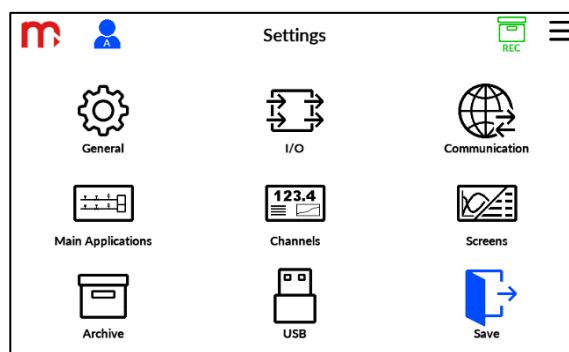 m
A
Settings
REC
General
I/O
Communication
123.4
Main Applications
Channels
Screens
Archive
USB
Save